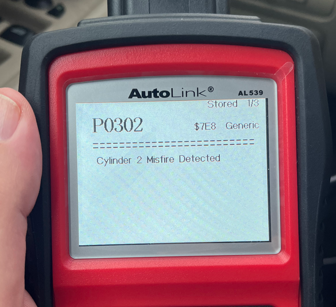 AutoLink® AL539
Stored 1/3
P0302 $7E8 Generic
==============================
Cylinder 2 Misfire Detected